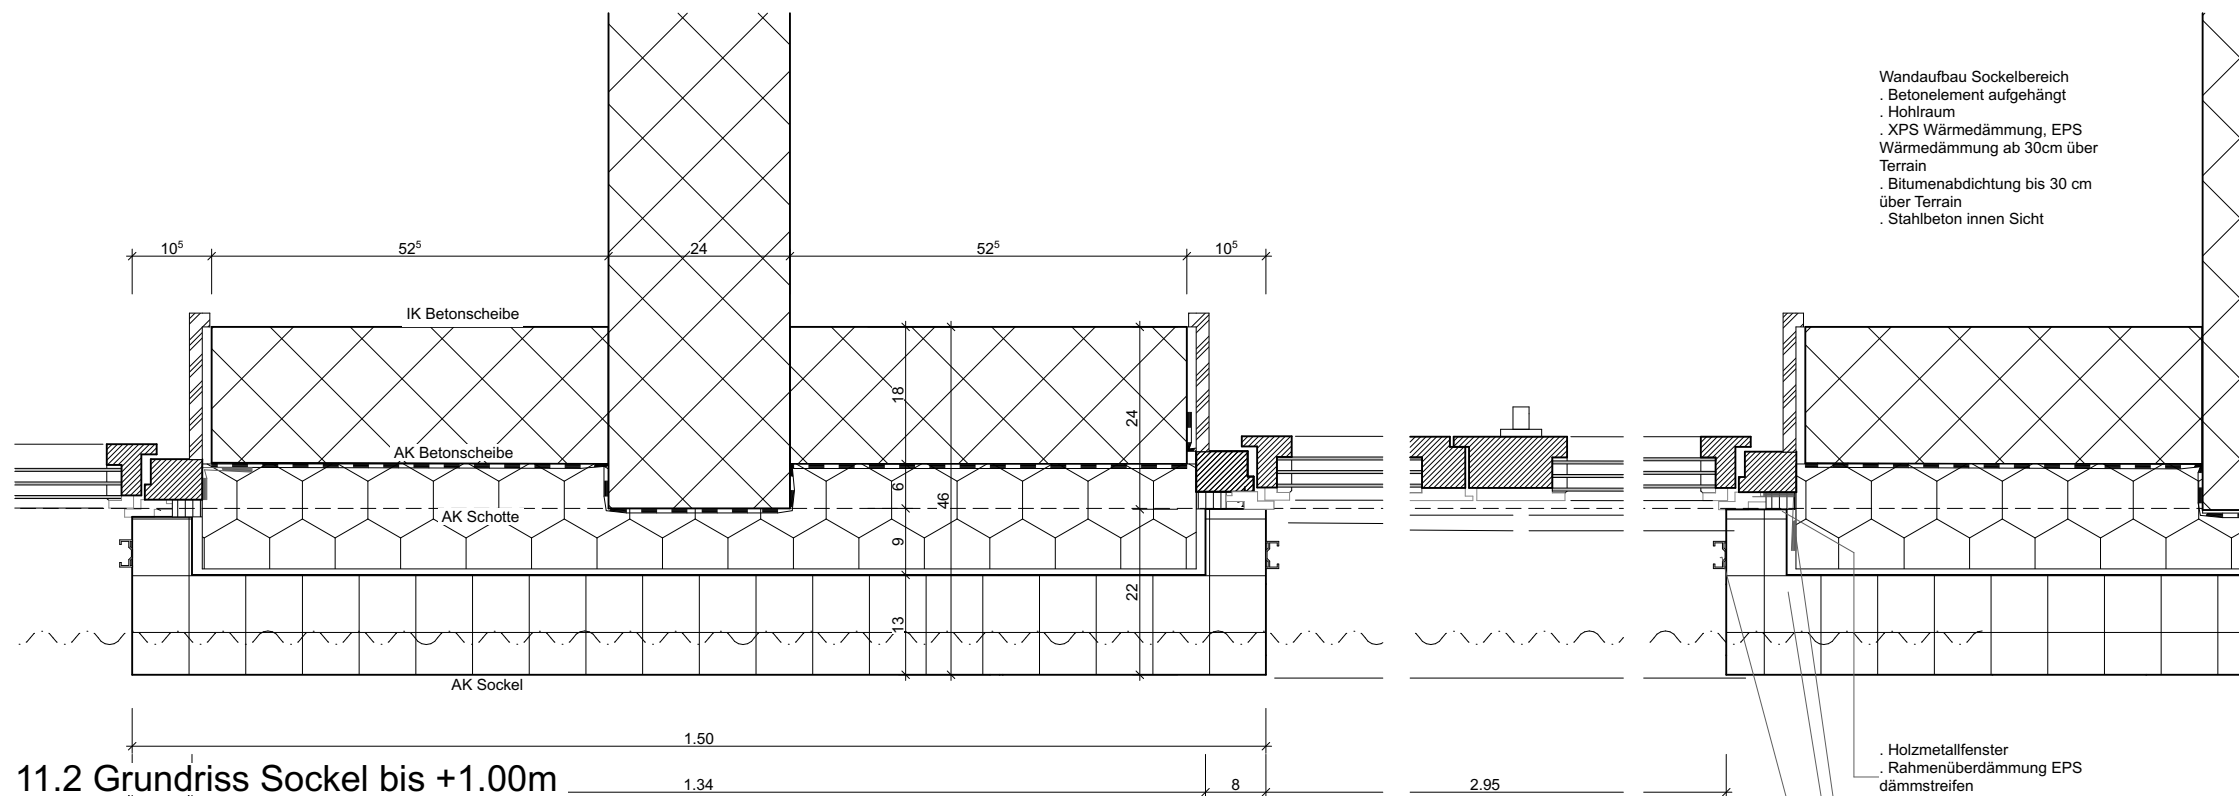 Wandaufbau Sockelbereich
. Betonelement aufgehängt
. Hohlraum
. XPS Wärmedämmung, EPS
Wärmedämmung ab 30cm über
Terrain
. Bitumenabdichtung bis 30 cm
über Terrain
. Stahlbeton innen Sicht
10⁵ 52⁵ 24 52⁵ 10⁵
IK Betonscheibe
18
24
AK Betonscheibe
6
46
AK Schotte
9
22
13
AK Sockel
1.50
. Holzmetallfenster
. Rahmenüberdämmung EPS
dämmstreifen
11.2 Grundriss Sockel bis +1.00m
1.34 8 2.95